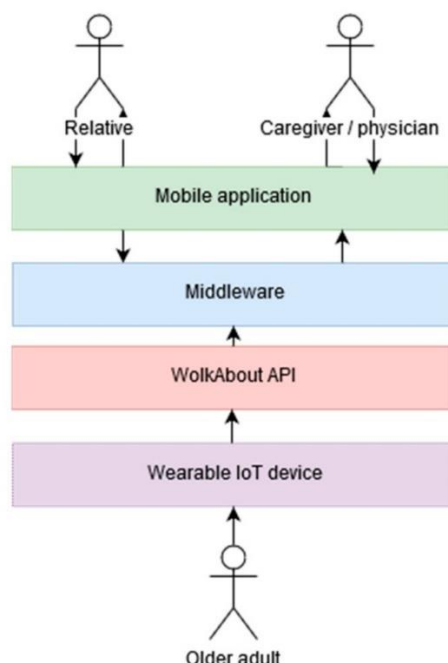 Relative
Caregiver / physician
Mobile application
Middleware
WolkAbout API
Wearable IoT device
Older adult